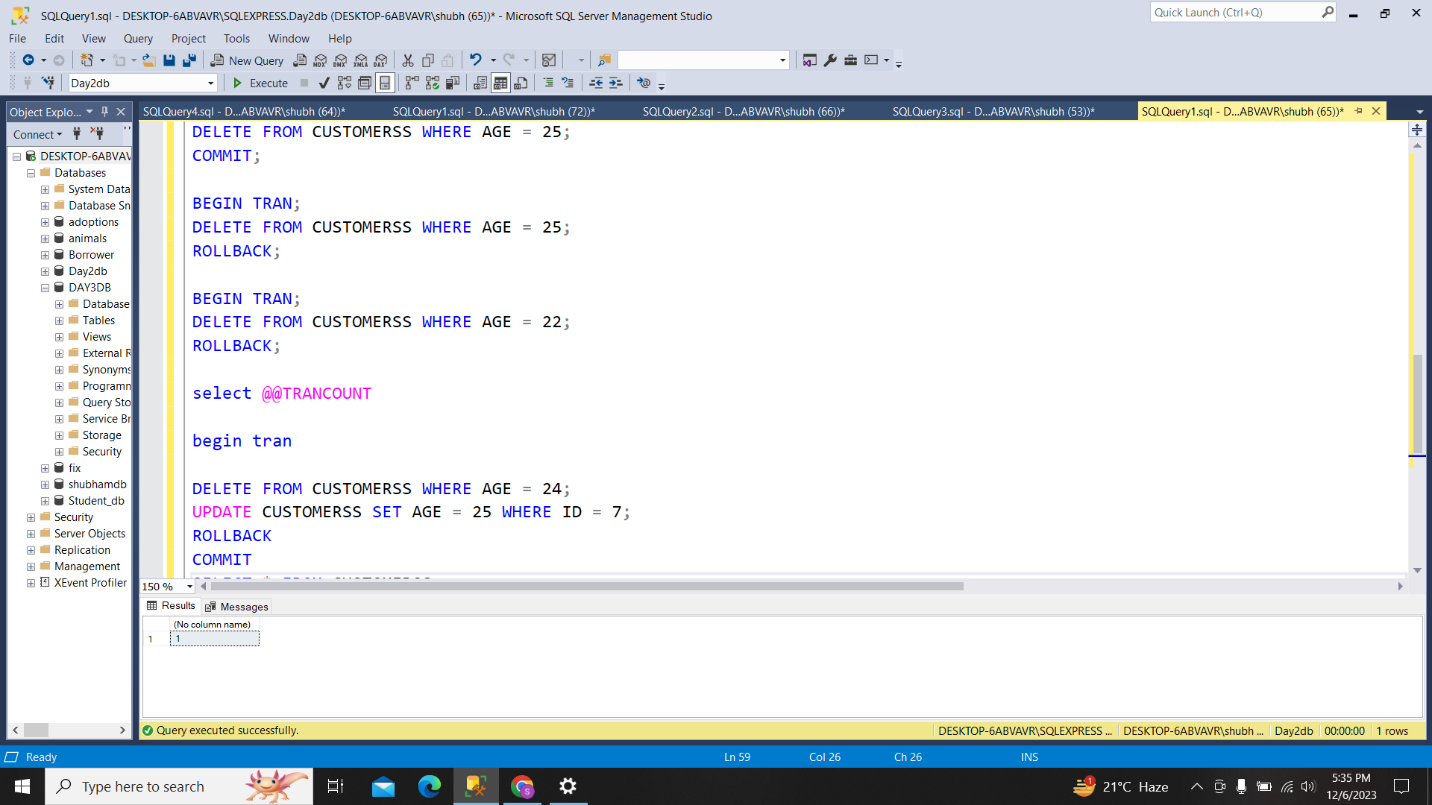 SQLQuery1.sql - DESKTOP-6ABVAVR\SQLEXPRESS.Day2db (DESKTOP-6ABVAVR\shubh (65))* - Microsoft SQL Server Management Studio
Quick Launch (Ctrl+Q)
File Edit View Query Project Tools Window Help
New Query
Day2db Execute
Object Explo...
SQLQuery4.sql - D...ABVAVR\shubh (64))* SQLQuery1.sql - D...ABVAVR\shubh (72))* SQLQuery2.sql - D...ABVAVR\shubh (66))* SQLQuery3.sql - D...ABVAVR\shubh (53))* SQLQuery1.sql - D...ABVAVR\shubh (65))*
Connect
DESKTOP-6ABVAV
Databases
System Data
Database Sn
adoptions
animals
Borrower
Day2db
DAY3DB
Database
Tables
Views
External R
Synonyms
Programm
Query Sto
Service Br
Storage
Security
fix
shubhamdb
Student_db
Security
Server Objects
Replication
Management
XEvent Profiler
DELETE FROM CUSTOMERSS WHERE AGE = 25;
COMMIT;
BEGIN TRAN;
DELETE FROM CUSTOMERSS WHERE AGE = 25;
ROLLBACK;
BEGIN TRAN;
DELETE FROM CUSTOMERSS WHERE AGE = 22;
ROLLBACK;
select @@TRANCOUNT
begin tran
DELETE FROM CUSTOMERSS WHERE AGE = 24;
UPDATE CUSTOMERSS SET AGE = 25 WHERE ID = 7;
ROLLBACK
COMMIT
150 %
Results Messages
(No column name)
1 1
Query executed successfully. DESKTOP-6ABVAVR\SQLEXPRESS ... DESKTOP-6ABVAVR\shubh ... Day2db 00:00:00 1 rows
Ready Ln 59 Col 26 Ch 26 INS
Type here to search
1 21°C Haze
5:35 PM
12/6/2023